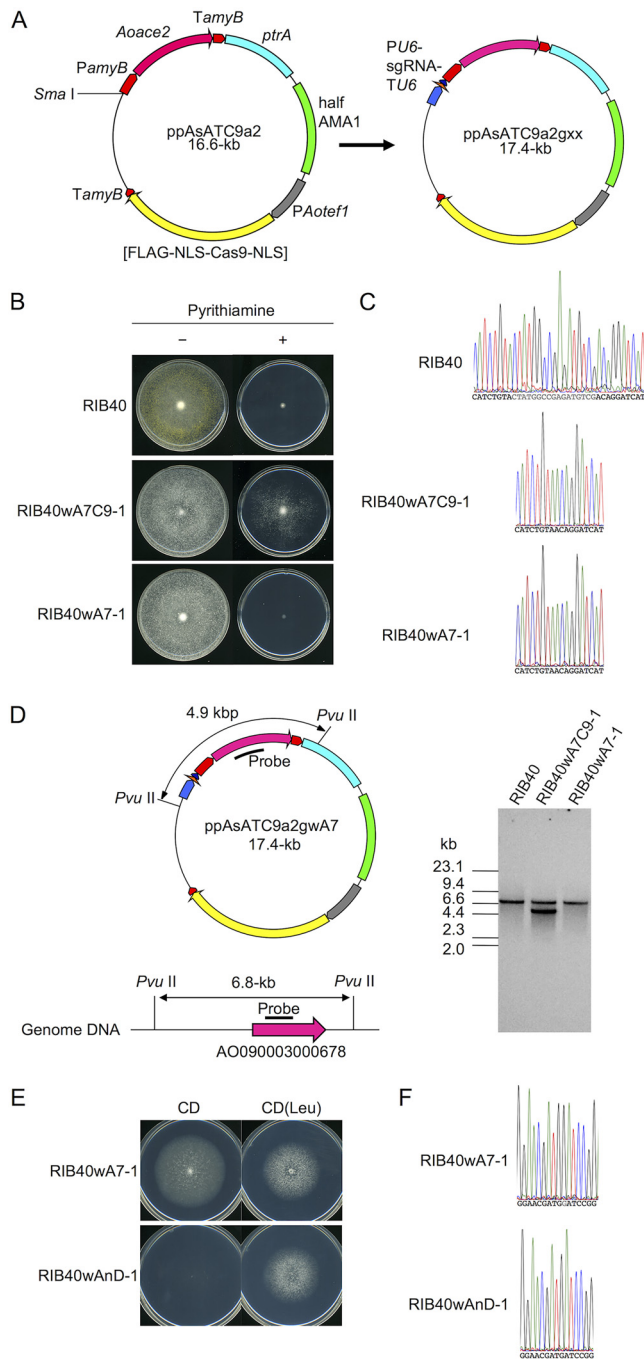 A
TamyB
Aoace2
ptrA
PamyB
Sma I
half
AMA1
ppAsATC9a2
16.6-kb
TamyB
PAotef1
[FLAG-NLS-Cas9-NLS]
PU6-
sgRNA-
TU6
ppAsATC9a2gxx
17.4-kb
B
Pyrithiamine
– +
RIB40
RIB40wA7C9-1
RIB40wA7-1
C
RIB40
CATCTGTACTATGGCCGAGATGTCGACAGGATCAT
RIB40wA7C9-1
CATCTGTAACAGGATCAT
RIB40wA7-1
CATCTGTAACAGGATCAT
D
4.9 kbp
Pvu II
Probe
Pvu II
ppAsATC9a2gwA7
17.4-kb
Pvu II
6.8-kb
Pvu II
Probe
Genome DNA
AO090003000678
RIB40
RIB40wA7C9-1
RIB40wA7-1
kb
23.1
9.4
6.6
4.4
2.3
2.0
E
CD CD(Leu)
RIB40wA7-1
RIB40wAnD-1
F
RIB40wA7-1
GGAACGATGGATCCGG
RIB40wAnD-1
GGAACGATGATCCGG